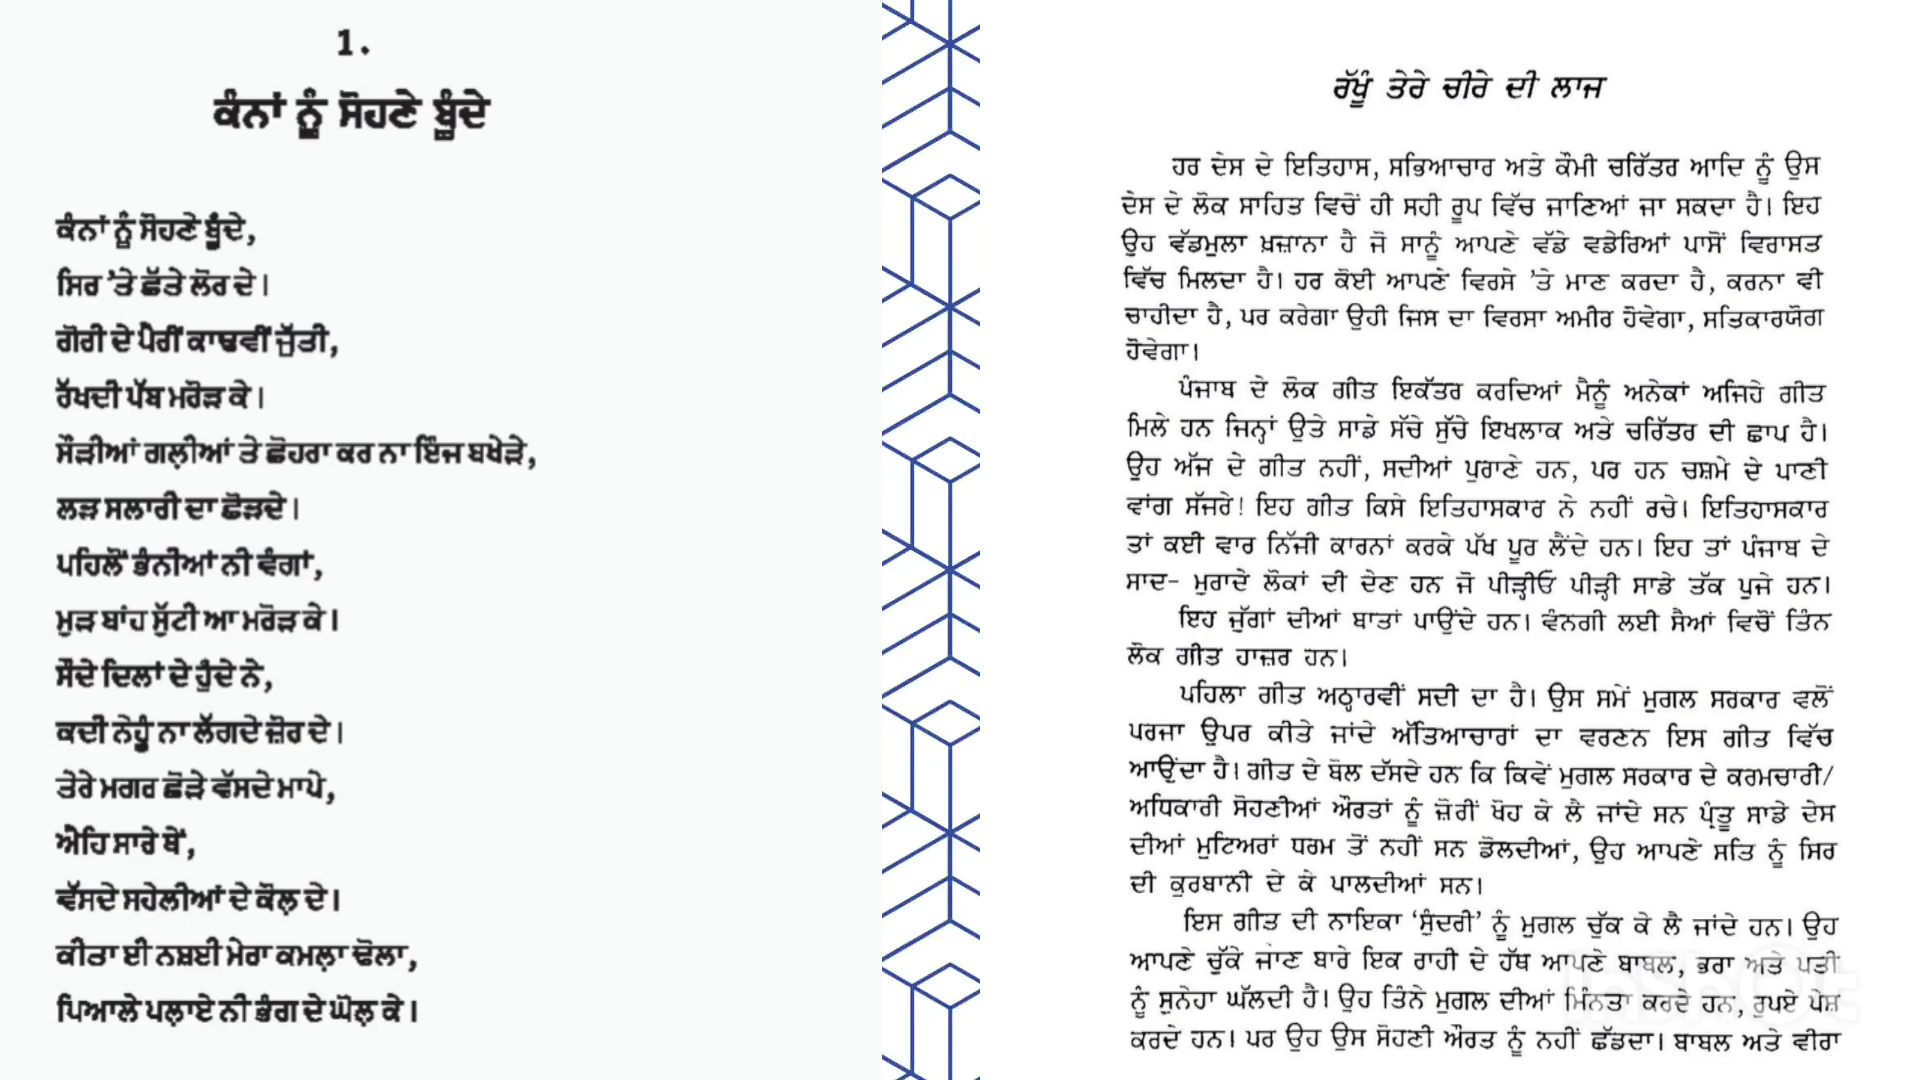 1.
ਕੰਨਾਂ ਨੂੰ ਸੋਹਣੇ ਬੂੰਦੇ
ਕੰਨਾਂ ਨੂੰ ਸੋਹਣੇ ਬੂੰਦੇ,
ਸਿਰ 'ਤੇ ਛੱਤੇ ਲੋਰ ਦੇ।
ਗੋਰੀ ਦੇ ਪੈਰੀਂ ਕਾਢਵੀਂ ਜੁੱਤੀ,
ਰੱਖਦੀ ਪੱਬ ਮਰੋੜ ਕੇ।
ਸੌੜੀਆਂ ਗਲ਼ੀਆਂ ਤੇ ਛੋਹਰਾ ਕਰ ਨਾ ਇੰਜ ਬਖੇੜੇ,
ਲੜ ਸਲਾਰੀ ਦਾ ਛੋੜਦੇ।
ਪਹਿਲੋਂ ਭੰਨੀਆਂ ਨੀ ਵੰਗਾਂ,
ਮੁੜ ਬਾਂਹ ਸੁੱਟੀ ਆ ਮਰੋੜ ਕੇ।
ਸੌਦੇ ਦਿਲਾਂ ਦੇ ਹੁੰਦੇ ਨੇ,
ਕਦੀ ਨੇਹੂੰ ਨਾ ਲੱਗਦੇ ਜ਼ੋਰ ਦੇ।
ਤੇਰੇ ਮਗਰ ਛੋੜੇ ਵੱਸਦੇ ਮਾਪੇ,
ਐਹਿ ਸਾਰੇ ਥੇਂ,
ਵੱਸਦੇ ਸਹੇਲੀਆਂ ਦੇ ਕੌਲ਼ ਦੇ।
ਕੀਤਾ ਈ ਨਸ਼ਈ ਮੇਰਾ ਕਮਲ਼ਾ ਢੋਲਾ,
ਪਿਆਲੇ ਪਲ਼ਾਏ ਨੀ ਭੰਗ ਦੇ ਘੋਲ਼ ਕੇ।
ਰੱਖੂੰ ਤੇਰੇ ਚੀਰੇ ਦੀ ਲਾਜ
ਹਰ ਦੇਸ ਦੇ ਇਤਿਹਾਸ, ਸਭਿਆਚਾਰ ਅਤੇ ਕੌਮੀ ਚਰਿੱਤਰ ਆਦਿ ਨੂੰ ਉਸ
ਦੇਸ ਦੇ ਲੋਕ ਸਾਹਿਤ ਵਿਚੋਂ ਹੀ ਸਹੀ ਰੂਪ ਵਿੱਚ ਜਾਣਿਆਂ ਜਾ ਸਕਦਾ ਹੈ। ਇਹ
ਉਹ ਵੱਡਮੁਲਾ ਖ਼ਜ਼ਾਨਾ ਹੈ ਜੋ ਸਾਨੂੰ ਆਪਣੇ ਵੱਡੇ ਵਡੇਰਿਆਂ ਪਾਸੋਂ ਵਿਰਾਸਤ
ਵਿੱਚ ਮਿਲਦਾ ਹੈ। ਹਰ ਕੋਈ ਆਪਣੇ ਵਿਰਸੇ 'ਤੇ ਮਾਣ ਕਰਦਾ ਹੈ, ਕਰਨਾ ਵੀ
ਚਾਹੀਦਾ ਹੈ, ਪਰ ਕਰੇਗਾ ਉਹੀ ਜਿਸ ਦਾ ਵਿਰਸਾ ਅਮੀਰ ਹੋਵੇਗਾ, ਸਤਿਕਾਰਯੋਗ
ਹੋਵੇਗਾ।
ਪੰਜਾਬ ਦੇ ਲੋਕ ਗੀਤ ਇਕੱਤਰ ਕਰਦਿਆਂ ਮੈਨੂੰ ਅਨੇਕਾਂ ਅਜਿਹੇ ਗੀਤ
ਮਿਲੇ ਹਨ ਜਿਨ੍ਹਾਂ ਉਤੇ ਸਾਡੇ ਸੱਚੇ ਸੁੱਚੇ ਇਖਲਾਕ ਅਤੇ ਚਰਿੱਤਰ ਦੀ ਛਾਪ ਹੈ।
ਉਹ ਅੱਜ ਦੇ ਗੀਤ ਨਹੀਂ, ਸਦੀਆਂ ਪੁਰਾਣੇ ਹਨ, ਪਰ ਹਨ ਚਸ਼ਮੇ ਦੇ ਪਾਣੀ
ਵਾਂਗ ਸੱਜਰੇ! ਇਹ ਗੀਤ ਕਿਸੇ ਇਤਿਹਾਸਕਾਰ ਨੇ ਨਹੀਂ ਰਚੇ। ਇਤਿਹਾਸਕਾਰ
ਤਾਂ ਕਈ ਵਾਰ ਨਿੱਜੀ ਕਾਰਨਾਂ ਕਰਕੇ ਪੱਖ ਪੂਰ ਲੈਂਦੇ ਹਨ। ਇਹ ਤਾਂ ਪੰਜਾਬ ਦੇ
ਸਾਦ- ਮੁਰਾਦੇ ਲੋਕਾਂ ਦੀ ਦੇਣ ਹਨ ਜੋ ਪੀੜ੍ਹੀਓ ਪੀੜ੍ਹੀ ਸਾਡੇ ਤੱਕ ਪੁਜੇ ਹਨ।
ਇਹ ਜੁੱਗਾਂ ਦੀਆਂ ਬਾਤਾਂ ਪਾਉਂਦੇ ਹਨ। ਵੰਨਗੀ ਲਈ ਸੈਆਂ ਵਿਚੋਂ ਤਿੰਨ
ਲੋਕ ਗੀਤ ਹਾਜ਼ਰ ਹਨ।
ਪਹਿਲਾ ਗੀਤ ਅਠ੍ਹਾਰਵੀਂ ਸਦੀ ਦਾ ਹੈ। ਉਸ ਸਮੇਂ ਮੁਗਲ ਸਰਕਾਰ ਵਲੋਂ
ਪਰਜਾ ਉਪਰ ਕੀਤੇ ਜਾਂਦੇ ਅੱਤਿਆਚਾਰਾਂ ਦਾ ਵਰਣਨ ਇਸ ਗੀਤ ਵਿੱਚ
ਆਉਂਦਾ ਹੈ। ਗੀਤ ਦੇ ਬੋਲ ਦੱਸਦੇ ਹਨ ਕਿ ਕਿਵੇਂ ਮੁਗਲ ਸਰਕਾਰ ਦੇ ਕਰਮਚਾਰੀ/
ਅਧਿਕਾਰੀ ਸੋਹਣੀਆਂ ਔਰਤਾਂ ਨੂੰ ਜ਼ੋਰੀਂ ਖੋਹ ਕੇ ਲੈ ਜਾਂਦੇ ਸਨ ਪ੍ਰੰਤੂ ਸਾਡੇ ਦੇਸ
ਦੀਆਂ ਮੁਟਿਅਰਾਂ ਧਰਮ ਤੋਂ ਨਹੀਂ ਸਨ ਡੋਲਦੀਆਂ, ਉਹ ਆਪਣੇ ਸਤਿ ਨੂੰ ਸਿਰ
ਦੀ ਕੁਰਬਾਨੀ ਦੇ ਕੇ ਪਾਲਦੀਆਂ ਸਨ।
ਇਸ ਗੀਤ ਦੀ ਨਾਇਕਾ 'ਸੁੰਦਰੀ' ਨੂੰ ਮੁਗਲ ਚੁੱਕ ਕੇ ਲੈ ਜਾਂਦੇ ਹਨ। ਉਹ
ਆਪਣੇ ਚੁੱਕੇ ਜਾਣ ਬਾਰੇ ਇਕ ਰਾਹੀ ਦੇ ਹੱਥ ਆਪਣੇ ਬਾਬਲ, ਭਰਾ ਅਤੇ ਪਤੀ
ਨੂੰ ਸੁਨੇਹਾ ਘੱਲਦੀ ਹੈ। ਉਹ ਤਿੰਨੇ ਮੁਗਲ ਦੀਆਂ ਮਿੰਨਤਾ ਕਰਦੇ ਹਨ, ਰੁਪਏ ਪੇਸ਼
ਕਰਦੇ ਹਨ। ਪਰ ਉਹ ਉਸ ਸੋਹਣੀ ਔਰਤ ਨੂੰ ਨਹੀਂ ਛੱਡਦਾ। ਬਾਬਲ ਅਤੇ ਵੀਰਾ
InShOt